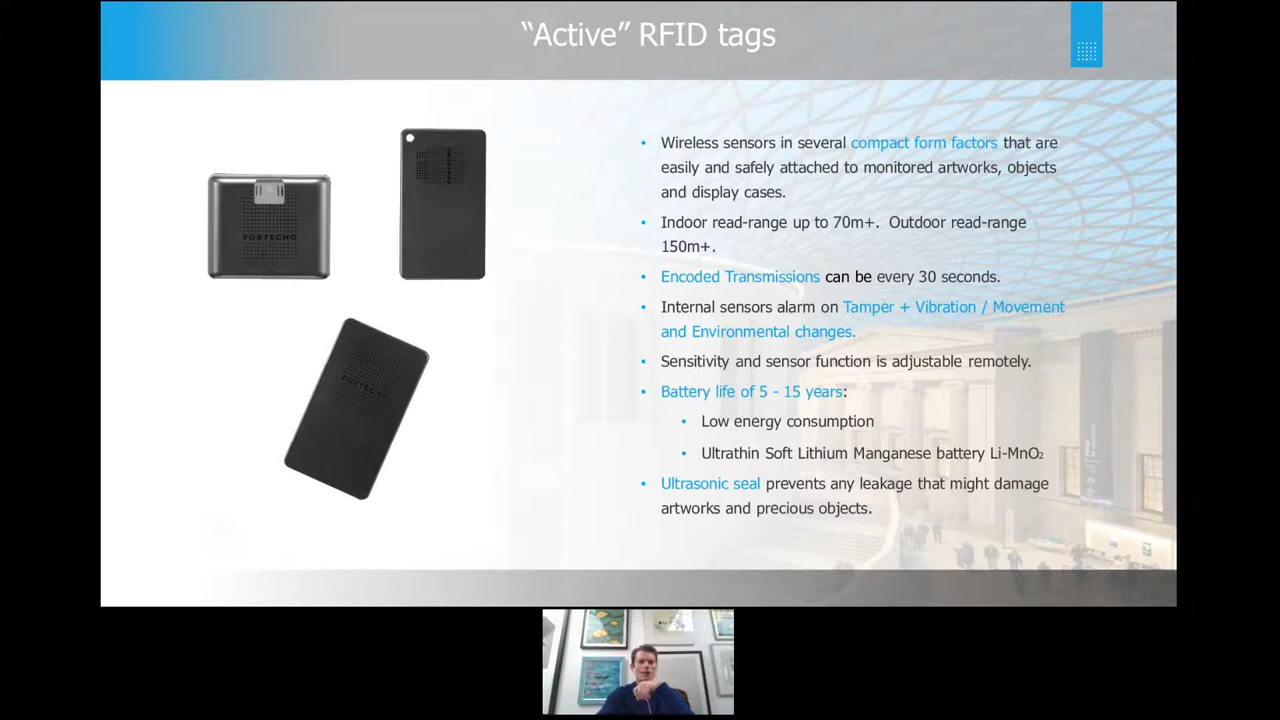 “Active” RFID tags
FORTECHO
FORTECHO
FORTECHO
• Wireless sensors in several compact form factors that are
easily and safely attached to monitored artworks, objects
and display cases.
• Indoor read-range up to 70m+. Outdoor read-range
150m+.
• Encoded Transmissions can be every 30 seconds.
• Internal sensors alarm on Tamper + Vibration / Movement
and Environmental changes.
• Sensitivity and sensor function is adjustable remotely.
• Battery life of 5 - 15 years:
• Low energy consumption
• Ultrathin Soft Lithium Manganese battery Li-MnO₂
• Ultrasonic seal prevents any leakage that might damage
artworks and precious objects.